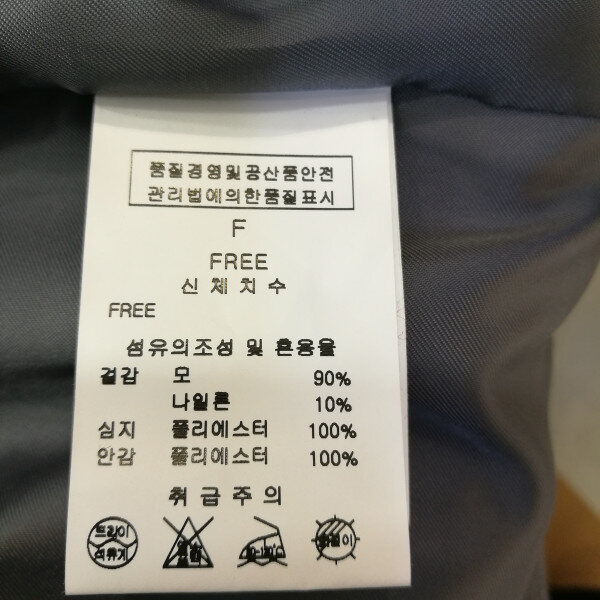 품질경영및공산품안전
관리법에의한품질표시
F
FREE
신체치수
FREE
섬유의조성 및 혼용율
겉감 모 90%
나일론 10%
심지 폴리에스터 100%
안감 폴리에스터 100%
취급주의
드라이
석유계